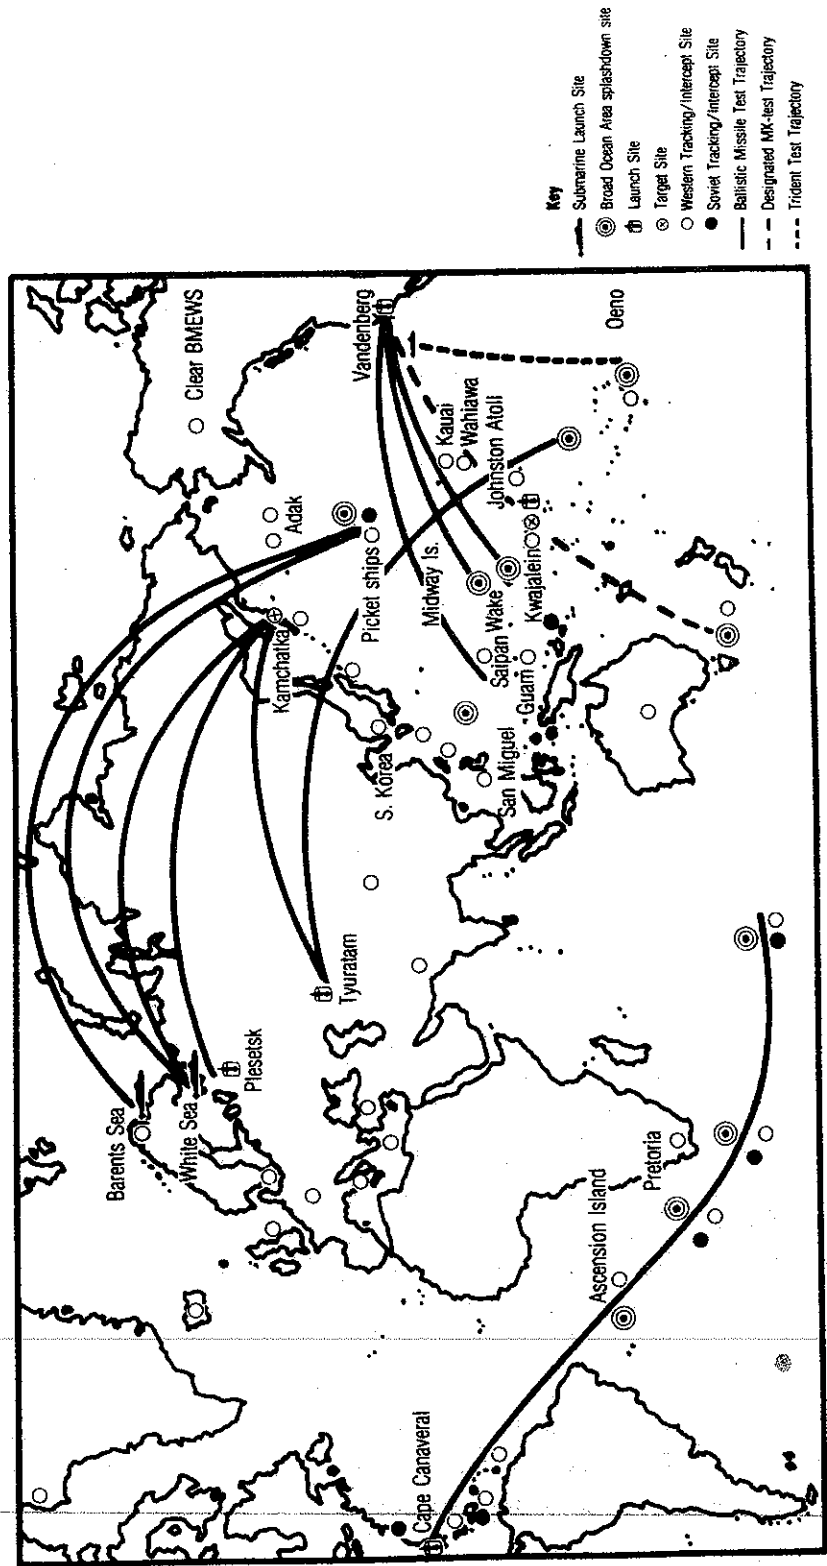 Barents Sea
White Sea
Plesetsk
Tyuratam
Kamchatka
Adak
Clear BMEWS
Picket ships
S. Korea
Midway Is.
Vandenberg
Kauai
Wahiawa
Johnston Atoll
Saipan Wake
Kwajalein
Guam
San Miguel
Oeno
Cape Canaveral
Ascension Island
Pretoria
Key
Submarine Launch Site
Broad Ocean Area splashdown site
Launch Site
Target Site
Western Tracking/Intercept Site
Soviet Tracking/Intercept Site
Ballistic Missile Test Trajectory
Designated MX-test Trajectory
Trident Test Trajectory